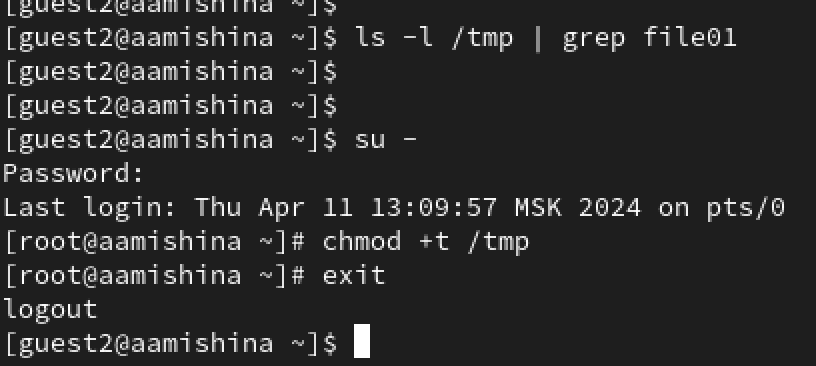 [guest2@aamishina ~]$
[guest2@aamishina ~]$ ls -l /tmp | grep file01
[guest2@aamishina ~]$
[guest2@aamishina ~]$
[guest2@aamishina ~]$ su -
Password:
Last login: Thu Apr 11 13:09:57 MSK 2024 on pts/0
[root@aamishina ~]# chmod +t /tmp
[root@aamishina ~]# exit
logout
[guest2@aamishina ~]$